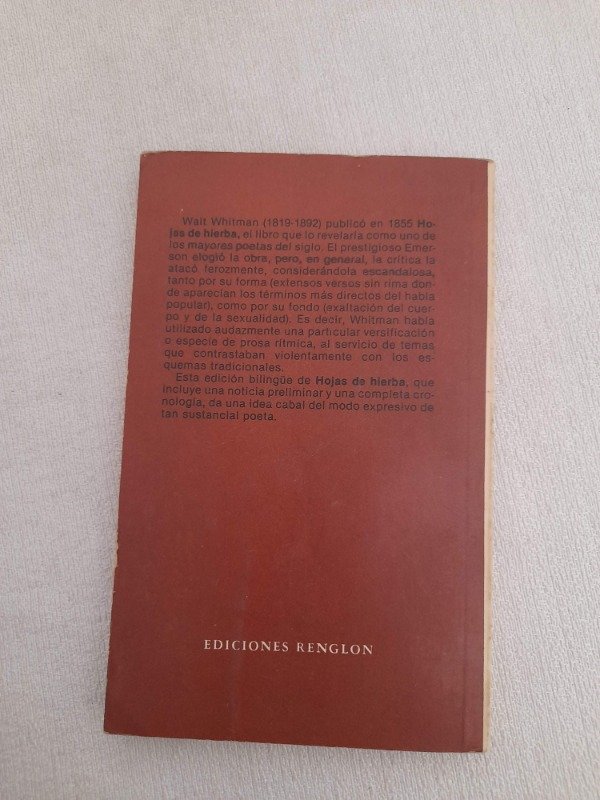 Walt Whitman (1819-1892) publicó en 1855 Ho-
jas de hierba, el libro que lo revelaría como uno de
los mayores poetas del siglo. El prestigioso Emer-
son elogió la obra, pero, en general, la crítica la
atacó ferozmente, considerándola escandalosa,
tanto por su forma (extensos versos sin rima don-
de aparecían los términos más directos del habla
popular), como por su fondo (exaltación del cuer-
po y de la sexualidad). Es decir, Whitman había
utilizado audazmente una particular versificación
o especie de prosa rítmica, al servicio de temas
que contrastaban violentamente con los es-
quemas tradicionales.
Esta edición bilingüe de Hojas de hierba, que
incluye una noticia preliminar y una completa cro-
nología, da una idea cabal del modo expresivo de
tan sustancial poeta.
EDICIONES RENGLON